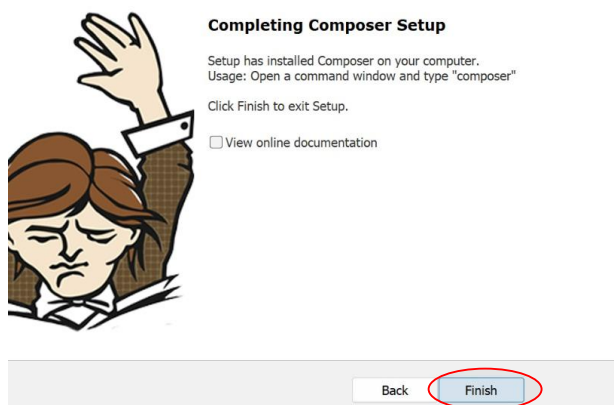 Completing Composer Setup
Setup has installed Composer on your computer.
Usage: Open a command window and type "composer"
Click Finish to exit Setup.
View online documentation
Back
Finish